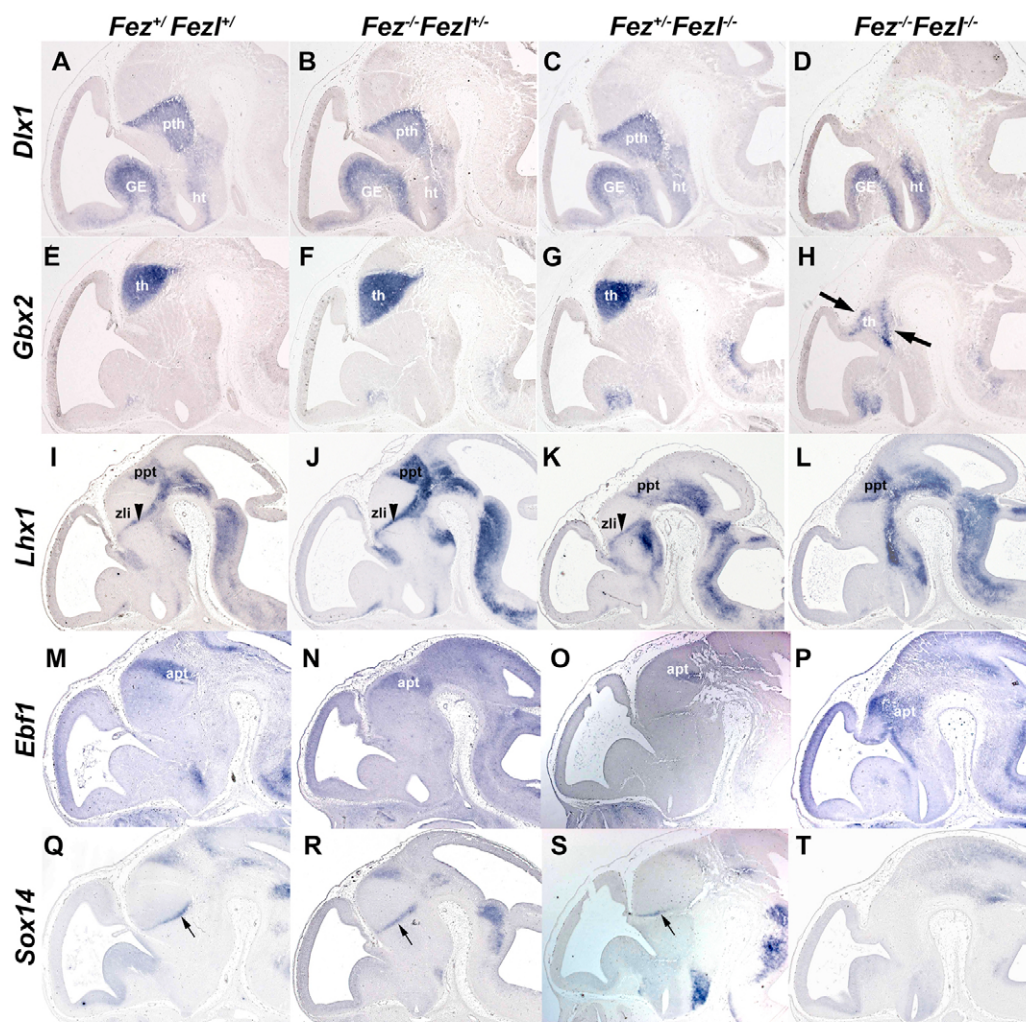 Fez+/+ Fezl+/+ Fez-/-Fezl+/- Fez+/-Fezl-/- Fez-/-Fezl-/-
Dlx1
A
pth
GE
ht
B
pth
GE
ht
C
pth
GE
ht
D
GE
ht
Gbx2
E
th
F
th
G
th
H
th
Lhx1
I
ppt
zli
J
ppt
zli
K
ppt
zli
L
ppt
Ebf1
M
apt
N
apt
O
apt
P
apt
Sox14
Q
R
S
T